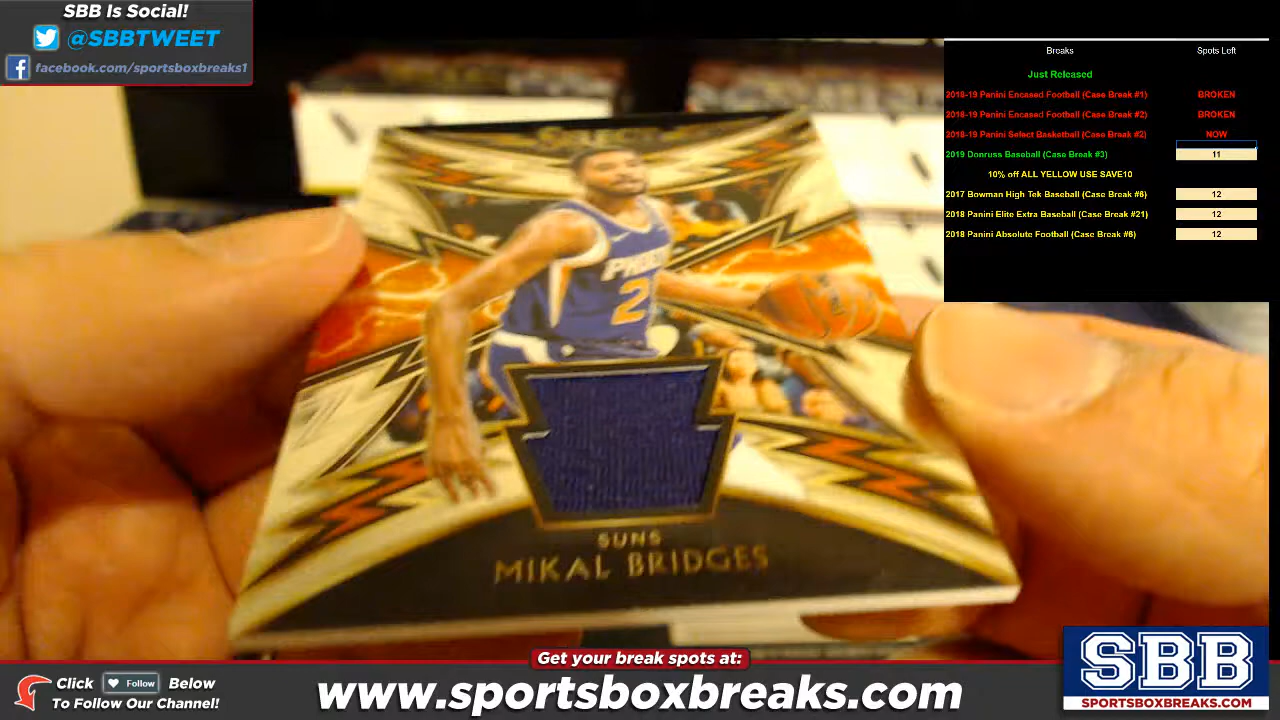 SBB Is Social!
@SBBTWEET
facebook.com/sportsboxbreaks1
Breaks Spots Left
Just Released
2018-19 Panini Encased Football (Case Break #1) BROKEN
2018-19 Panini Encased Football (Case Break #2) BROKEN
2018-19 Panini Select Basketball (Case Break #2) NOW
2019 Donruss Baseball (Case Break #3) 11
10% off ALL YELLOW USE SAVE10
2017 Bowman High Tek Baseball (Case Break #6) 12
2018 Panini Elite Extra Baseball (Case Break #21) 12
2018 Panini Absolute Football (Case Break #6) 12
SELECT
SUNS
MIKAL BRIDGES
Get your break spots at:
Click Follow Below
To Follow Our Channel!
www.sportsboxbreaks.com
SBB
SPORTSBOXBREAKS.COM